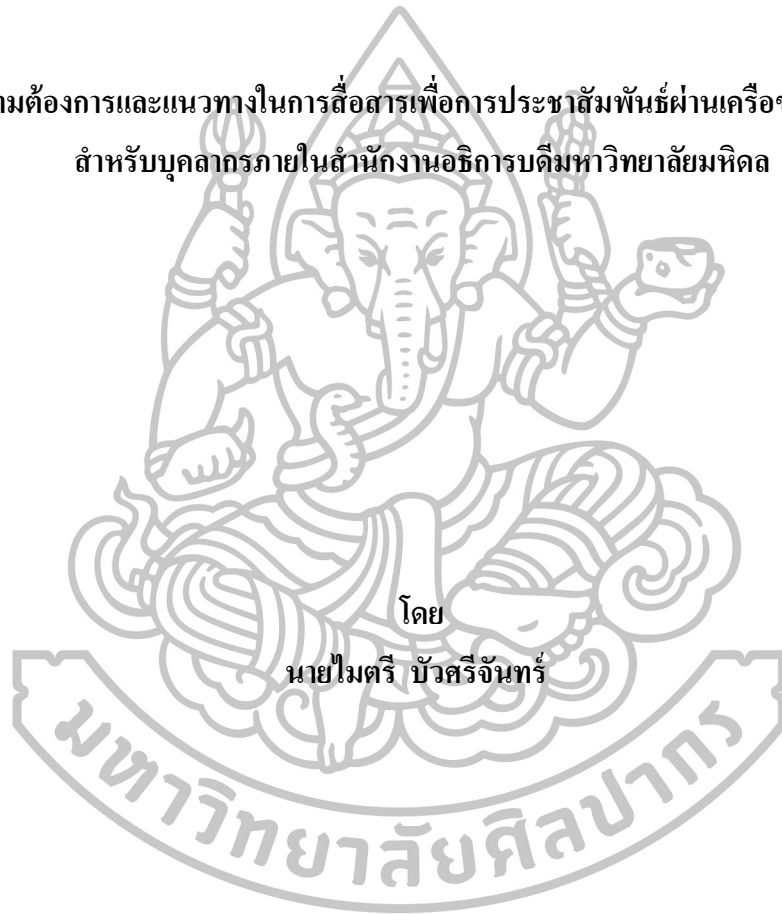 ามต้องการและแนวทางในการสื่อสารเพื่อการประชาสัมพันธ์ผ่านเครือข
สำหรับบุคลากรภายในสำนักงานอธิการบดีมหาวิทยาลัยมหิดล
โดย
นายไมตรี บัวศรีจันทร์
มหาวิทยาลัยศิลปากร